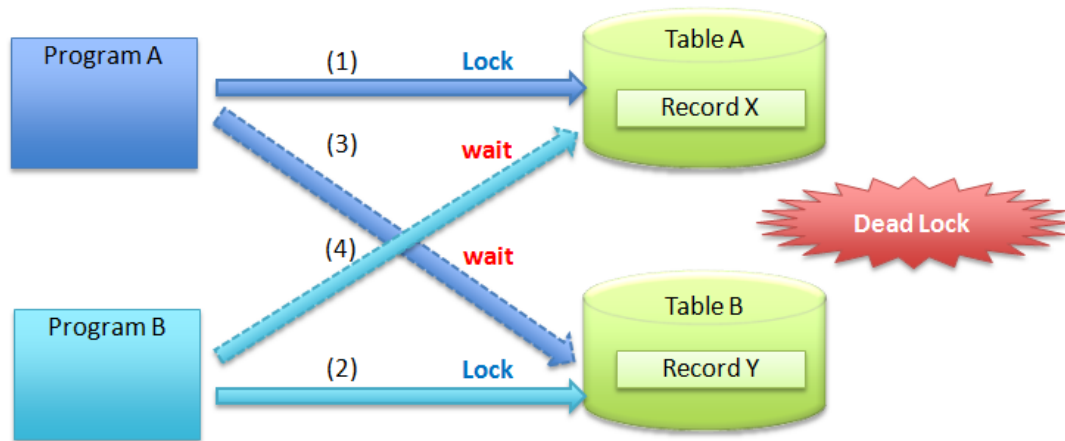 Program A
(1)
Lock
Table A
Record X
(3)
wait
Dead Lock
(4)
wait
Program B
(2)
Lock
Table B
Record Y